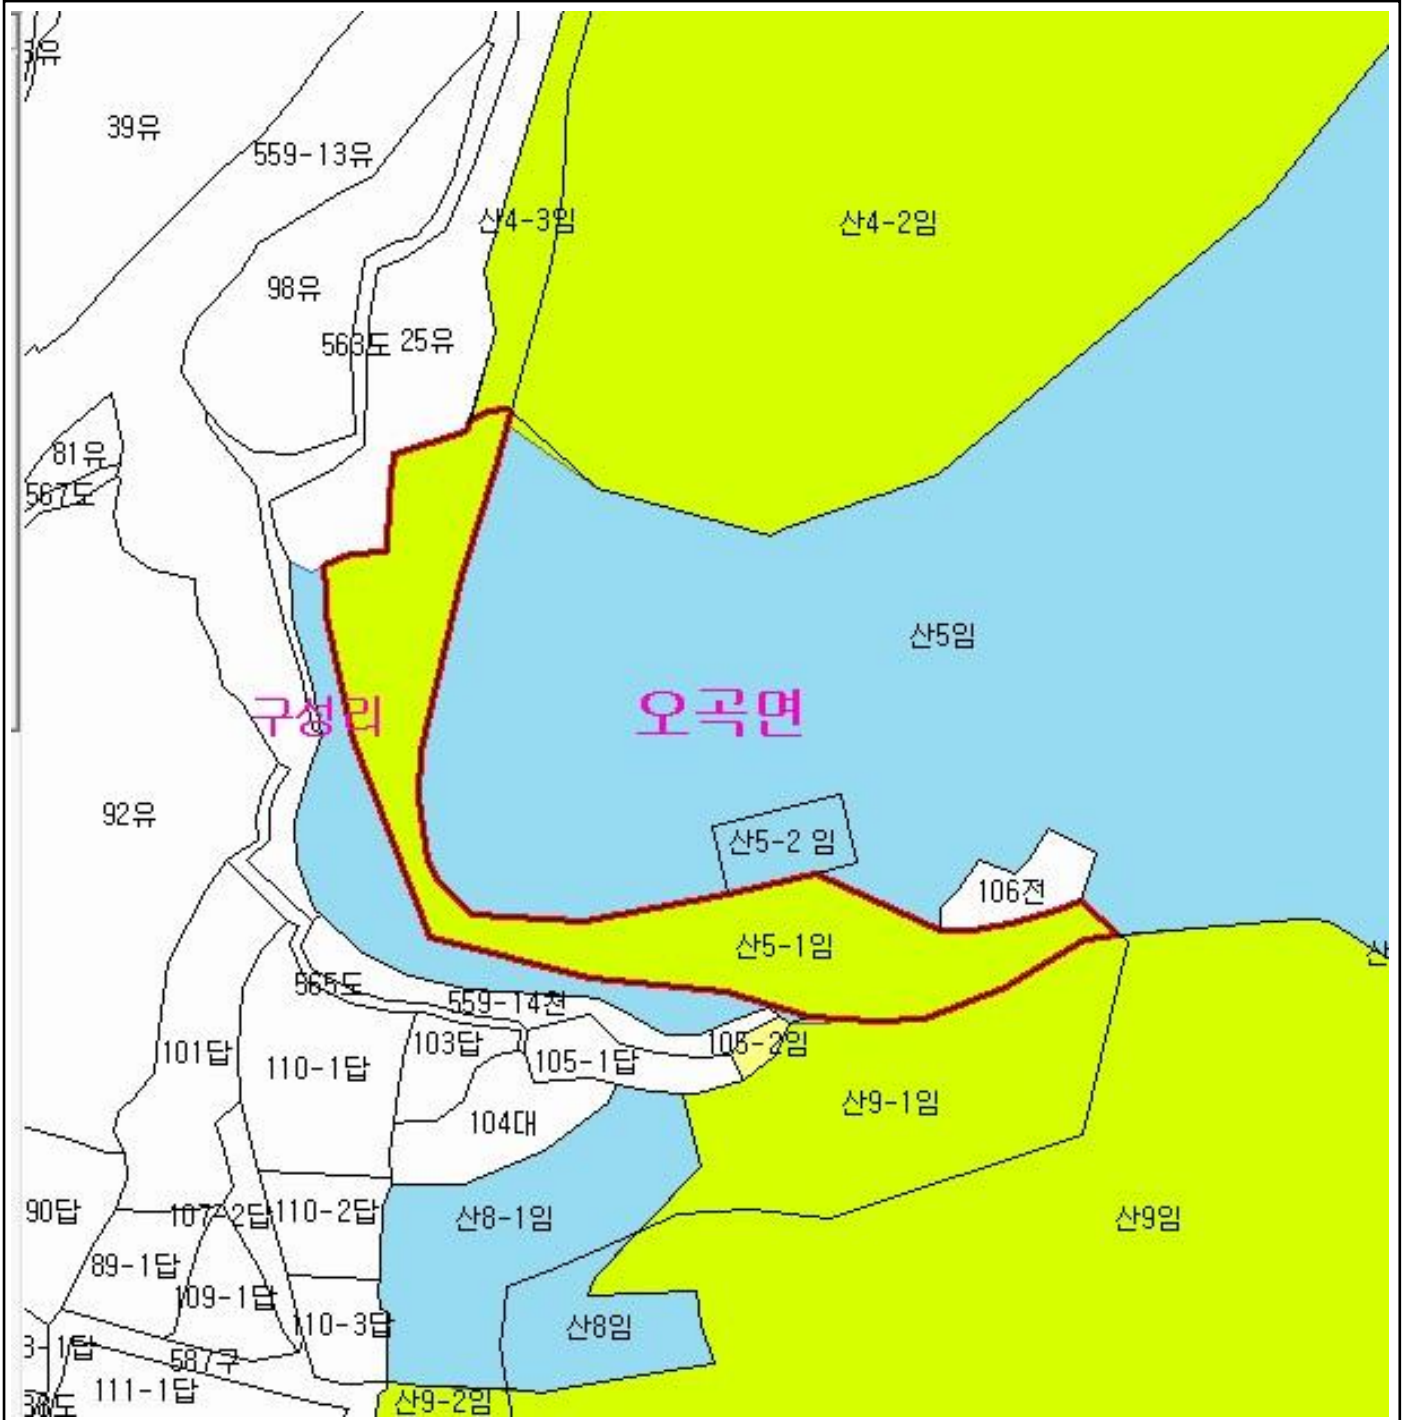 39유
559-13유
산4-3임
산4-2임
98유
563도
25유
81유
567도
산5임
구성리
오곡면
92유
산5-2 임
106전
산5-1임
산
565도
559-14천
103답
105-2임
101답
110-1답
105-1답
산9-1임
104대
90답
107-2답
110-2답
산8-1임
산9임
89-1답
109-1답
110-3답
산8임
3-1답
587구
111-1답
산9-2임